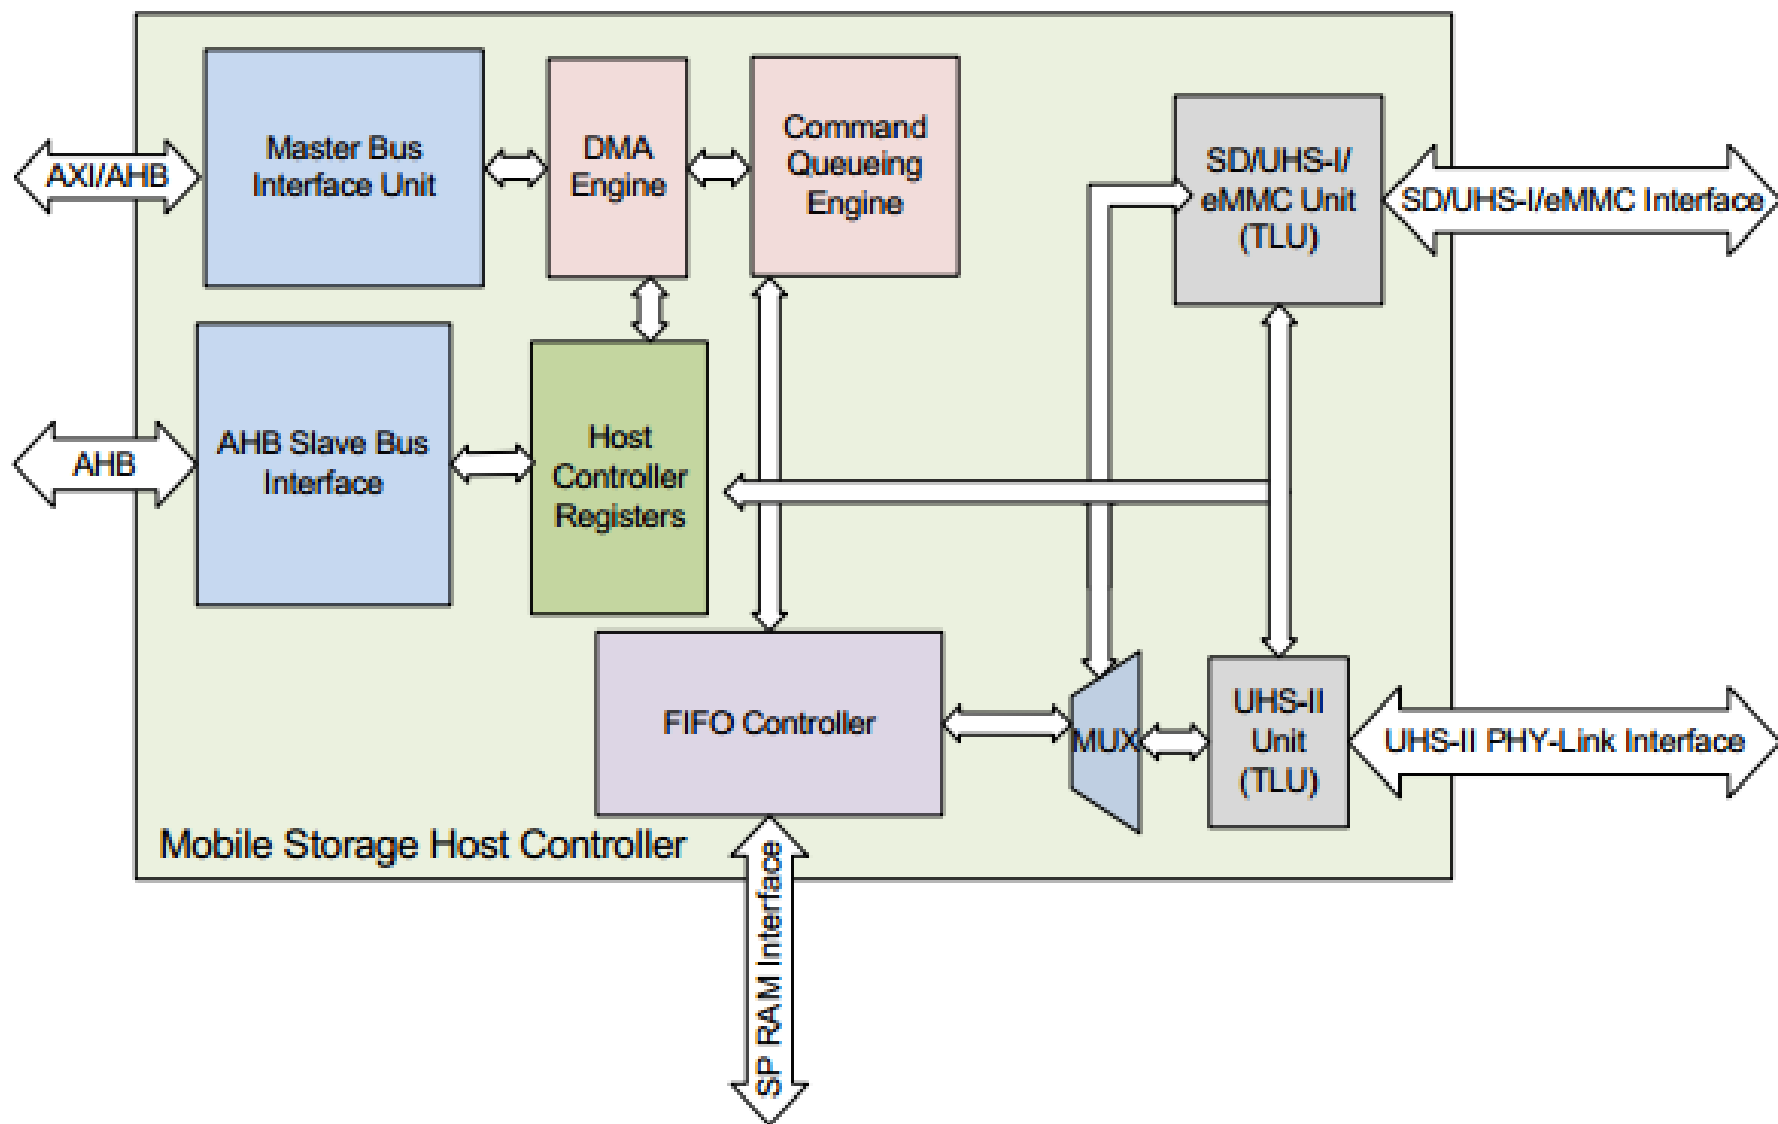 AXI/AHB
Master Bus
Interface Unit
DMA
Engine
Command
Queueing
Engine
SD/UHS-I/
eMMC Unit
(TLU)
SD/UHS-I/eMMC Interface
AHB
AHB Slave Bus
Interface
Host
Controller
Registers
FIFO Controller
MUX
UHS-II
Unit
(TLU)
UHS-II PHY-Link Interface
Mobile Storage Host Controller
SP RAM Interface